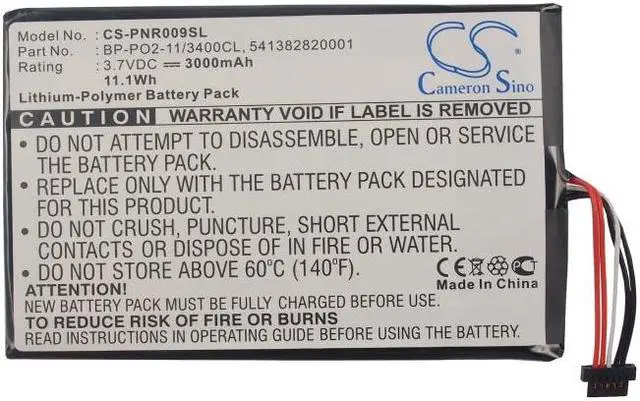 CS-PNR009SL
Part No.: BP-PO2-11/3400CL, 541382820001
Rating: 3.7VDC 3000mAh
11.1Wh
Lithium-Polymer Battery Pack
CS
Cameron Sino
CAUTION WARRANTY VOID IF LABEL IS REMOVED
• DO NOT ATTEMPT TO DISASSEMBLE, OPEN OR SERVICE
THE BATTERY PACK
• REPLACE ONLY WITH THE BATTERY PACK DESIGNATED
FOR THIS PRODUCT
• DO NOT CRUSH, PUNCTURE, SHORT EXTERNAL
CONTACTS OR DISPOSE OF IN FIRE OR WATER
• DO NOT STORE ABOVE 60°C (140°F).
CE
Made In China
ATTENTION!
NEW BATTERY PACK MUST BE FULLY CHARGED BEFORE USE
TO REDUCE RISK OF FIRE OR BURNS
READ INSTRUCTIONS IN OPERATING GUIDE BEFORE USING BATTERY PACK